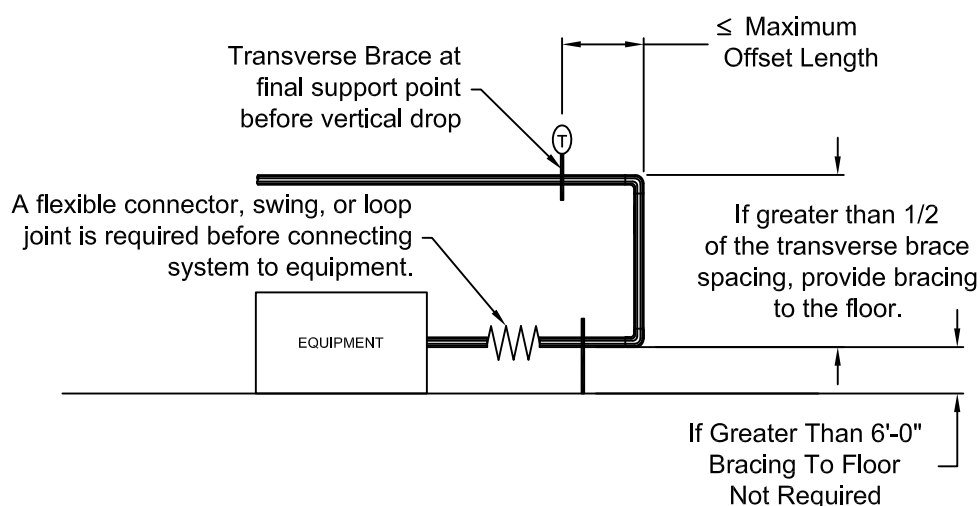 ≤ Maximum
Offset Length
Transverse Brace at
final support point
before vertical drop
T
A flexible connector, swing, or loop
joint is required before connecting
system to equipment.
If greater than 1/2
of the transverse brace
spacing, provide bracing
to the floor.
EQUIPMENT
If Greater Than 6'-0"
Bracing To Floor
Not Required